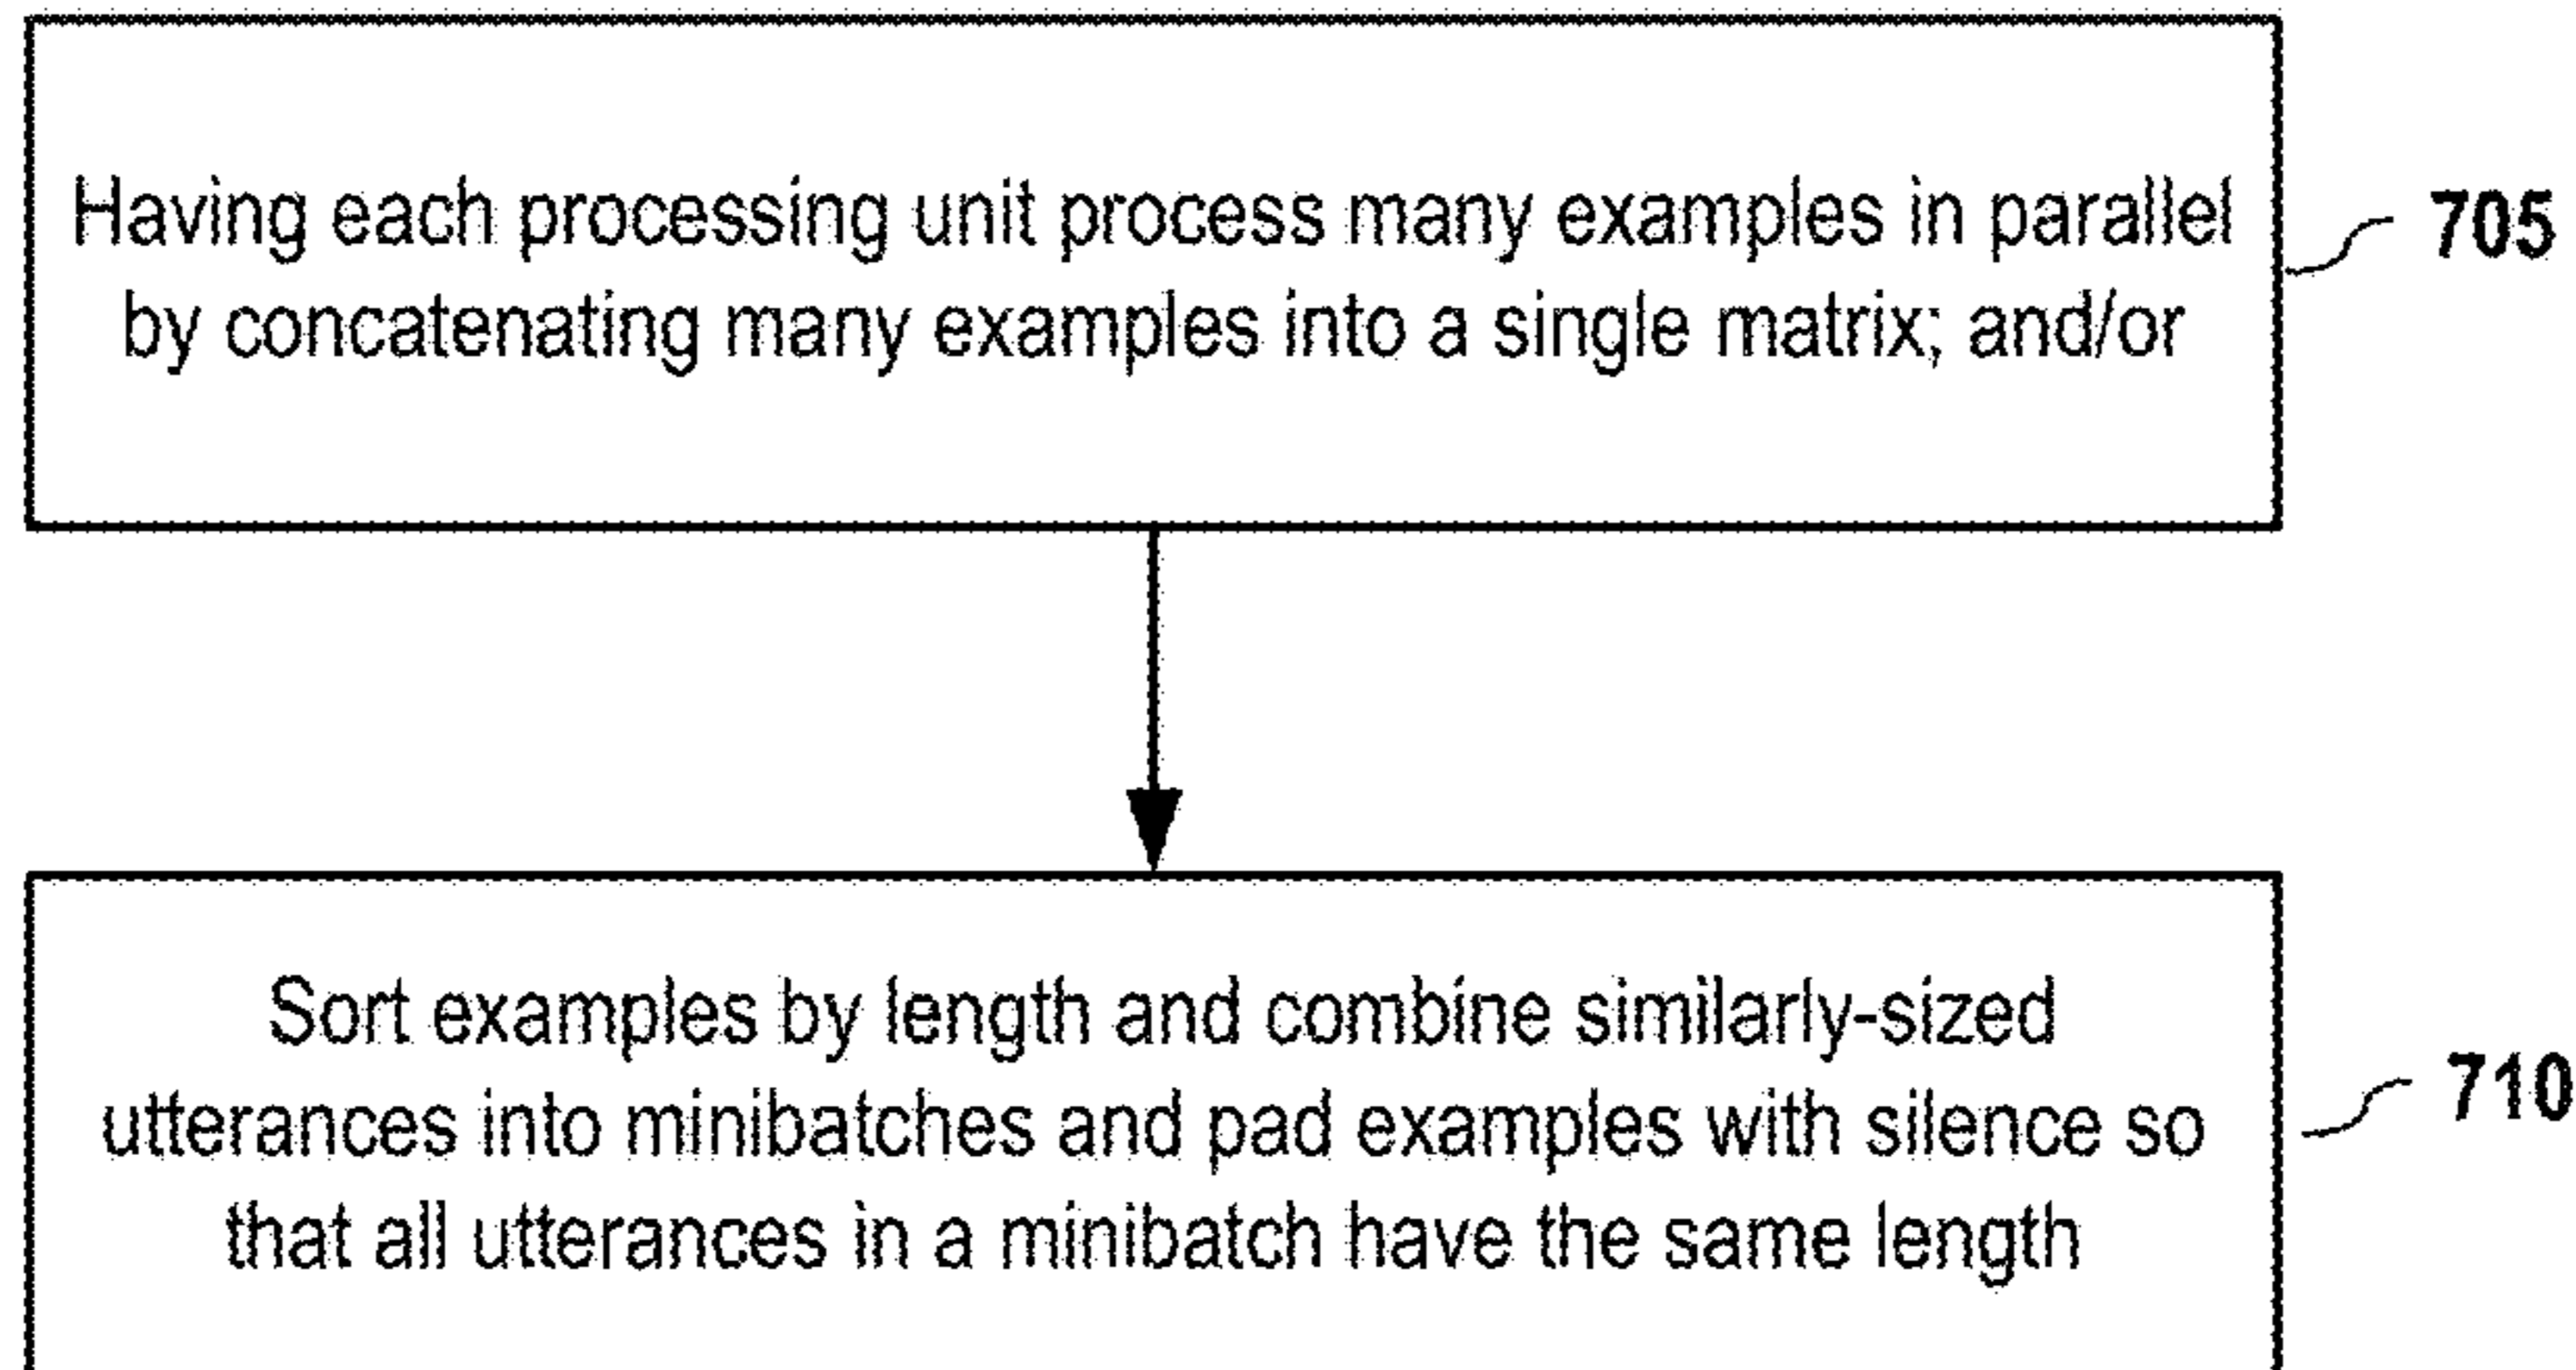 Having each processing unit process many examples in parallel
by concatenating many examples into a single matrix; and/or
705
Sort examples by length and combine similarly-sized
utterances into minibatches and pad examples with silence so
that all utterances in a minibatch have the same length
710